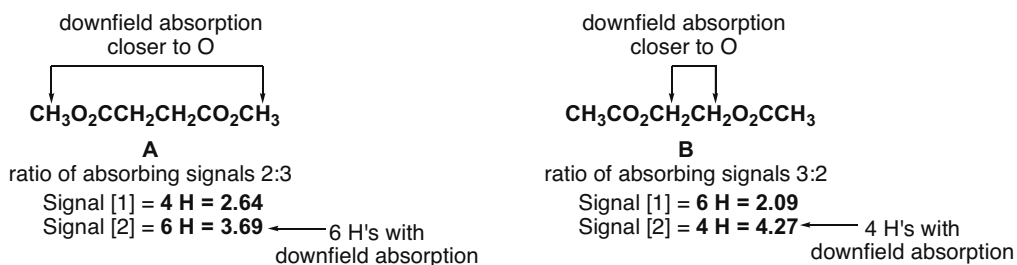 downfield absorption
closer to O
CH₃O₂CCH₂CH₂CO₂CH₃
A
ratio of absorbing signals 2:3
Signal [1] = 4 H = 2.64
Signal [2] = 6 H = 3.69
6 H's with
downfield absorption
downfield absorption
closer to O
CH₃CO₂CH₂CH₂O₂CCH₃
B
ratio of absorbing signals 3:2
Signal [1] = 6 H = 2.09
Signal [2] = 4 H = 4.27
4 H's with
downfield absorption